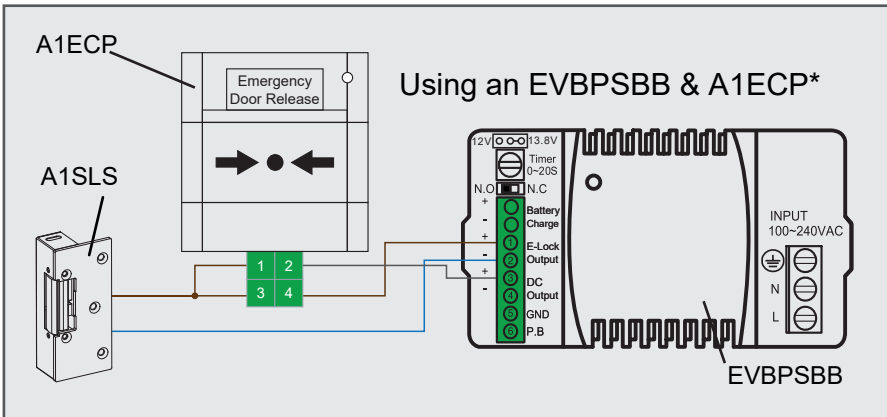 A1ECP
Emergency
Door Release
Using an EVBPSBB & A1ECP*
A1SLS
12V 13.8V
Timer
0~20S
N.O N.C
+
Battery
-
Charge
+
1 E-Lock
-
2 Output
+
3 DC
-
4 Output
5 GND
6 P.B
INPUT
100~240VAC
N
L
1 2
3 4
EVBPSBB